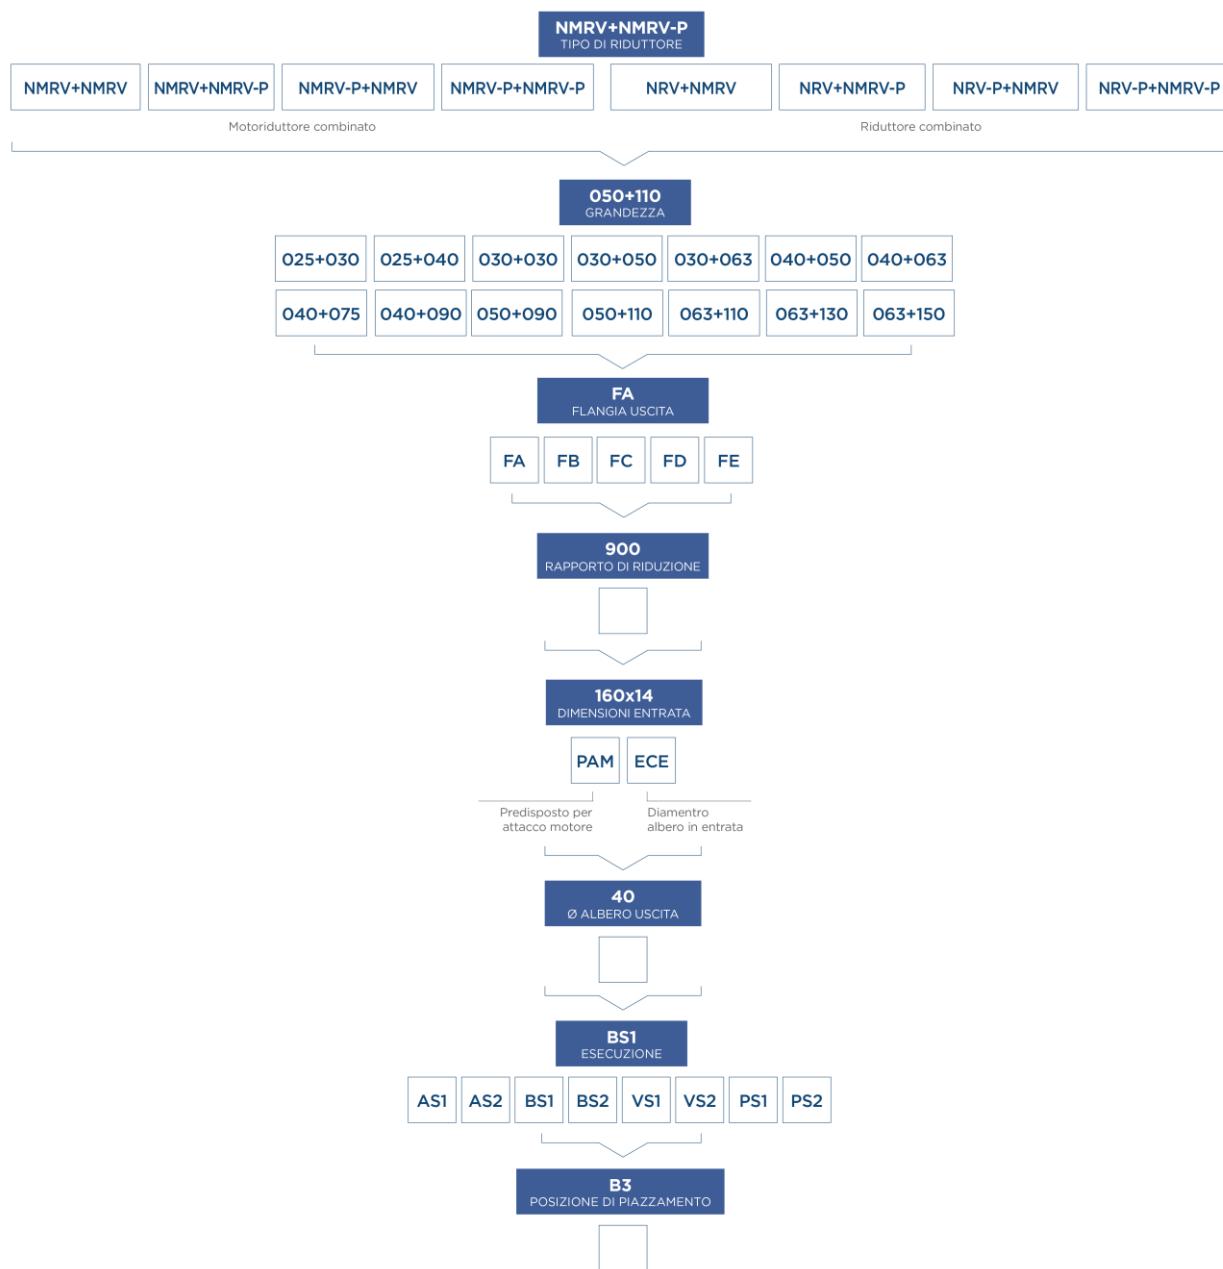 NMRV+NMRV-P
TIPO DI RIDUTTORE
NMRV+NMRV NMRV+NMRV-P NMRV-P+NMRV NMRV-P+NMRV-P NRV+NMRV NRV+NMRV-P NRV-P+NMRV NRV-P+NMRV-P
Motoriduttore combinato Riduttore combinato
050+110
GRANDEZZA
025+030 025+040 030+030 030+050 030+063 040+050 040+063
040+075 040+090 050+090 050+110 063+110 063+130 063+150
FA
FLANGIA USCITA
FA FB FC FD FE
900
RAPPORTO DI RIDUZIONE
160x14
DIMENSIONI ENTRATA
PAM ECE
Predisposto per Diamentro
attacco motore albero in entrata
40
Ø ALBERO USCITA
BS1
ESECUZIONE
AS1 AS2 BS1 BS2 VS1 VS2 PS1 PS2
B3
POSIZIONE DI PIAZZAMENTO